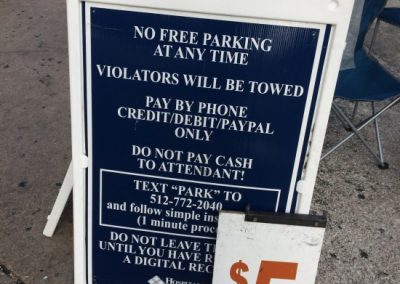 NO FREE PARKING
AT ANY TIME
VIOLATORS WILL BE TOWED
PAY BY PHONE
CREDIT/DEBIT/PAYPAL
ONLY
DO NOT PAY CASH
TO ATTENDANT!
TEXT "PARK" TO
512-772-2040
and follow simple
(1 minute
DO NOT LEAVE
UNTIL YOU HAVE
A DIGITAL
$5